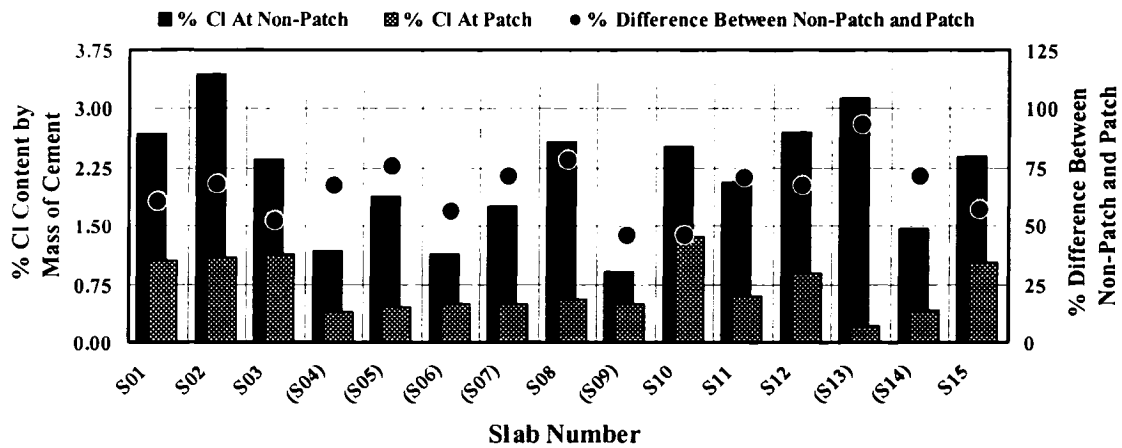 % Cl At Non-Patch % Cl At Patch % Difference Between Non-Patch and Patch
% Cl Content by
Mass of Cement
3.75
3.00
2.25
1.50
0.75
0.00
125
100
75
50
25
0
% Difference Between
Non-Patch and Patch
S01 S02 S03 (S04) (S05) (S06) (S07) S08 (S09) S10 S11 S12 (S13) (S14) S15
Slab Number